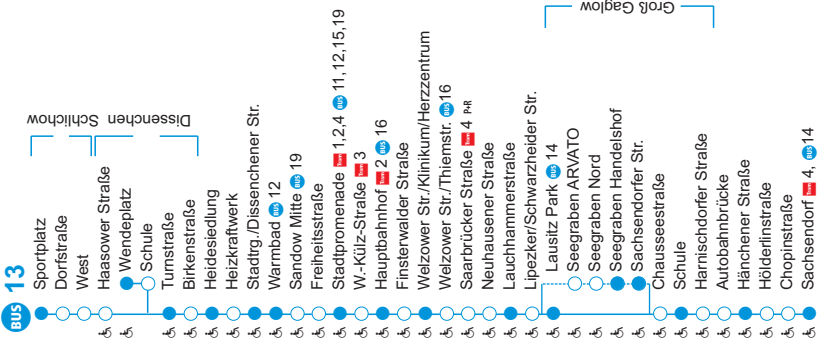 BUS 13
Schlichow
Dissenchen
Groß Gaglow
Sportplatz
Dorfstraße
West
Haasower Straße
Wendeplatz
Schule
Turnstraße
Birkenstraße
Heidesiedlung
Heizkraftwerk
Stadtrg./Dissenchener Str.
Warmbad BUS 12
Sandow Mitte BUS 19
Freiheitsstraße
Stadtpromenade Tram 1,2,4 BUS 11,12,15,19
W.-Külz-Straße Tram 3
Hauptbahnhof Tram 2 BUS 16
Finsterwalder Straße
Welzower Str./Klinikum/Herzzentrum
Welzower Str./Thiemstr. BUS 16
Saarbrücker Straße Tram 4 P+R
Neuhausener Straße
Lauchhammerstraße
Lipezker/Schwarzheider Str.
Lausitz Park BUS 14
Seegraben ARVATO
Seegraben Nord
Seegraben Handelshof
Sachsendorfer Str.
Chausseestraße
Schule
Harnischdorfer Straße
Autobahnbrücke
Hänchener Straße
Hölderlinstraße
Chopinstraße
Sachsendorf Tram 4, BUS 14